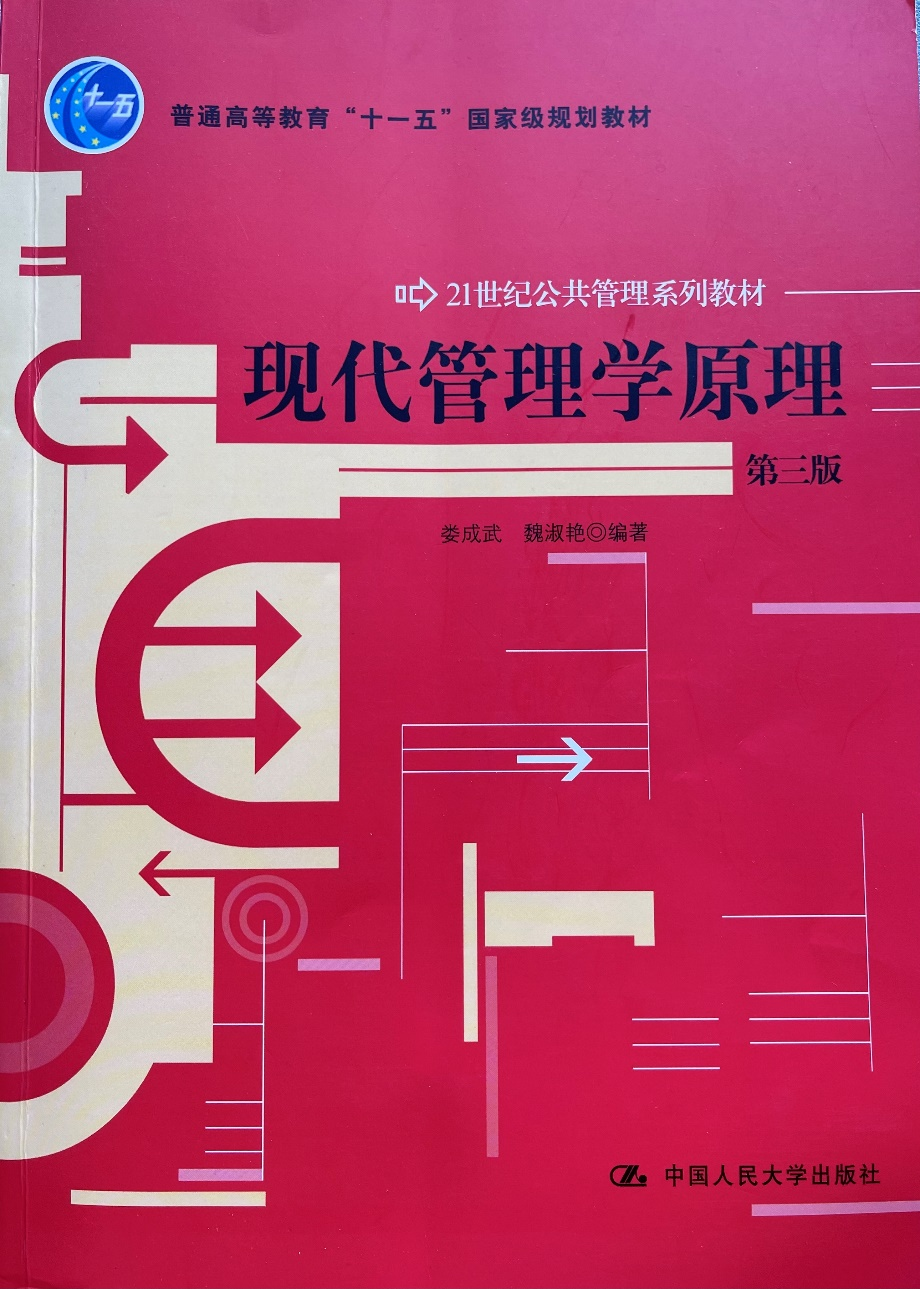 十一五
普通高等教育“十一五”国家级规划教材
21世纪公共管理系列教材
现代管理学原理
第三版
娄成武 魏淑艳◎编著
中国人民大学出版社